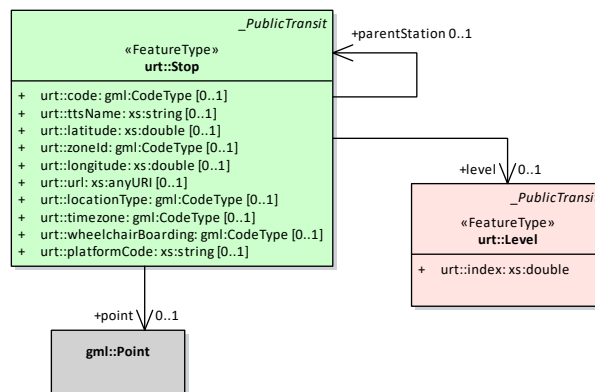 _PublicTransit
«FeatureType»
urt::Stop
+ urt::code: gml:CodeType [0..1]
+ urt::ttsName: xs:string [0..1]
+ urt::latitude: xs:double [0..1]
+ urt::zoneId: gml:CodeType [0..1]
+ urt::longitude: xs:double [0..1]
+ urt::url: xs:anyURI [0..1]
+ urt::locationType: gml:CodeType [0..1]
+ urt::timezone: gml:CodeType [0..1]
+ urt::wheelchairBoarding: gml:CodeType [0..1]
+ urt::platformCode: xs:string [0..1]
+parentStation 0..1
+level 0..1
_PublicTransit
«FeatureType»
urt::Level
+ urt::index: xs:double
+point 0..1
gml::Point